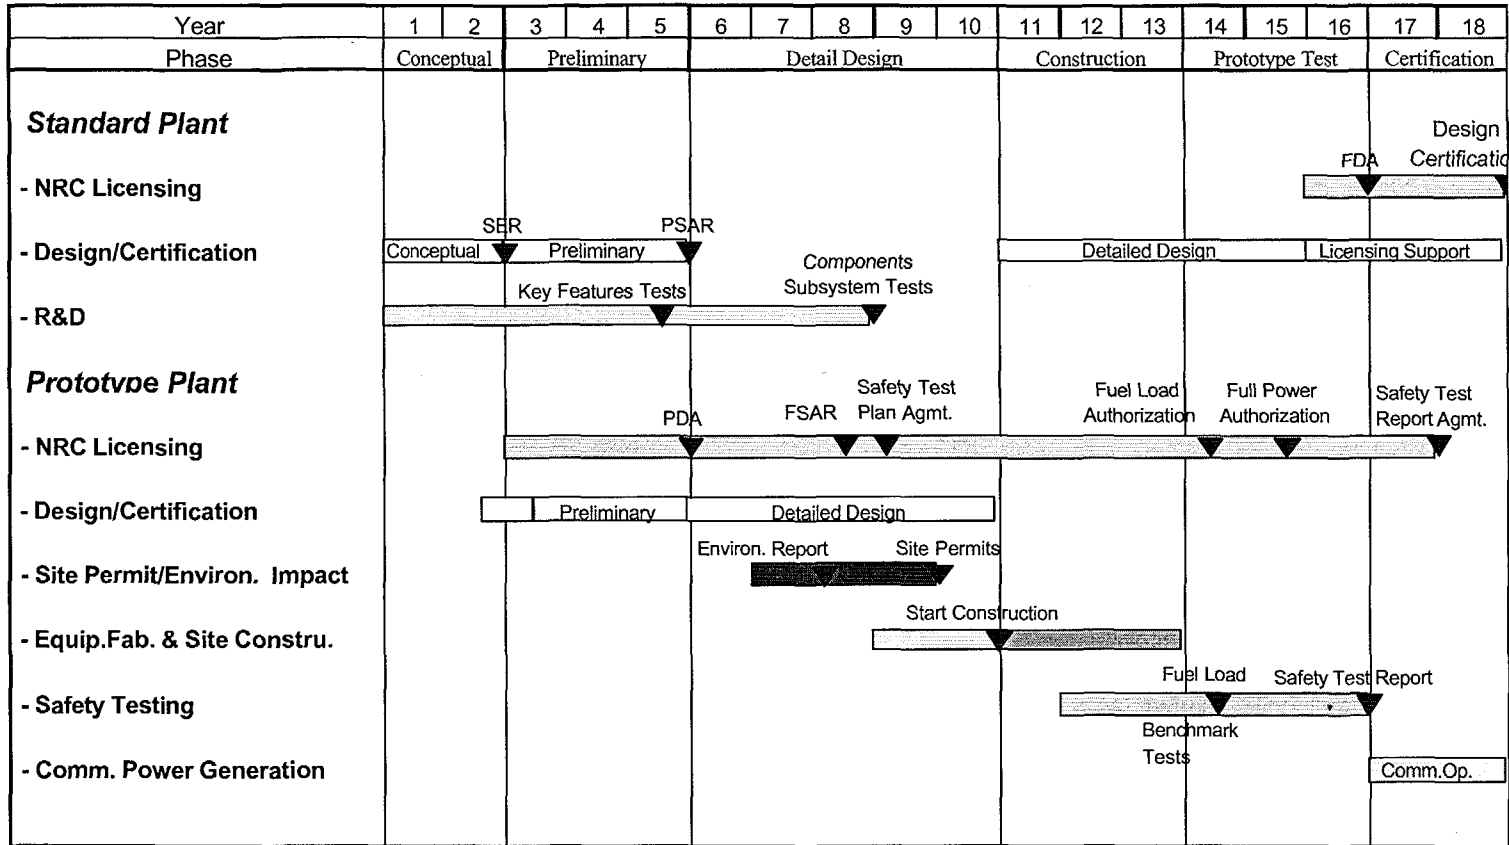 Year 1 2 3 4 5 6 7 8 9 10 11 12 13 14 15 16 17 18
Phase Conceptual Preliminary Detail Design Construction Prototype Test Certification
Standard Plant
Design
FDA Certificatio
- NRC Licensing
SER PSAR
- Design/Certification Conceptual Preliminary Detailed Design Licensing Support
Components
Key Features Tests Subsystem Tests
- R&D
Prototype Plant
Safety Test Fuel Load Full Power Safety Test
PDA FSAR Plan Agmt. Authorization Authorization Report Agmt.
- NRC Licensing
- Design/Certification Preliminary Detailed Design
Environ. Report Site Permits
- Site Permit/Environ. Impact
Start Construction
- Equip.Fab. & Site Constru.
Fuel Load Safety Test Report
- Safety Testing
Benchmark
Tests
- Comm. Power Generation Comm.Op.